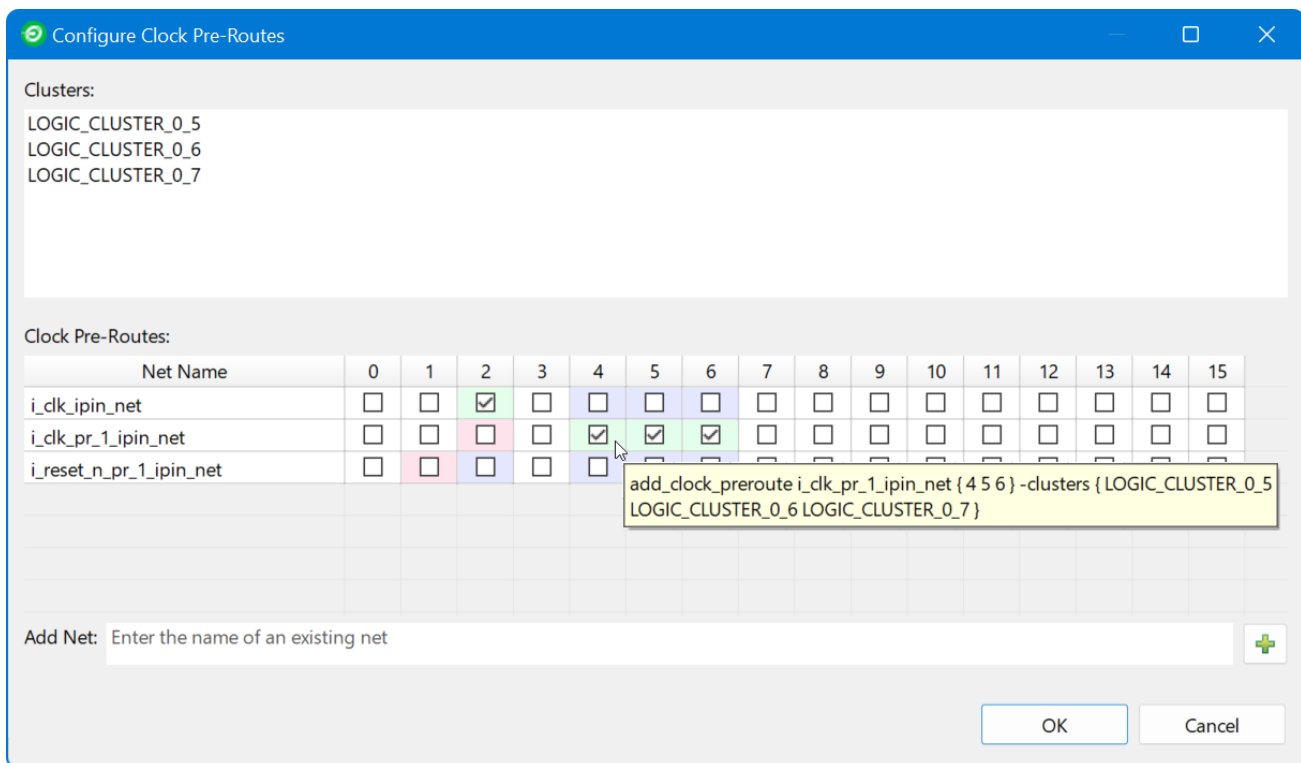 Configure Clock Pre-Routes
Clusters:
LOGIC_CLUSTER_0_5
LOGIC_CLUSTER_0_6
LOGIC_CLUSTER_0_7
Clock Pre-Routes:
Net Name 0 1 2 3 4 5 6 7 8 9 10 11 12 13 14 15
i_clk_ipin_net
i_clk_pr_1_ipin_net
i_reset_n_pr_1_ipin_net
add_clock_preroute i_clk_pr_1_ipin_net { 4 5 6 } -clusters { LOGIC_CLUSTER_0_5
LOGIC_CLUSTER_0_6 LOGIC_CLUSTER_0_7 }
Add Net: Enter the name of an existing net
OK Cancel